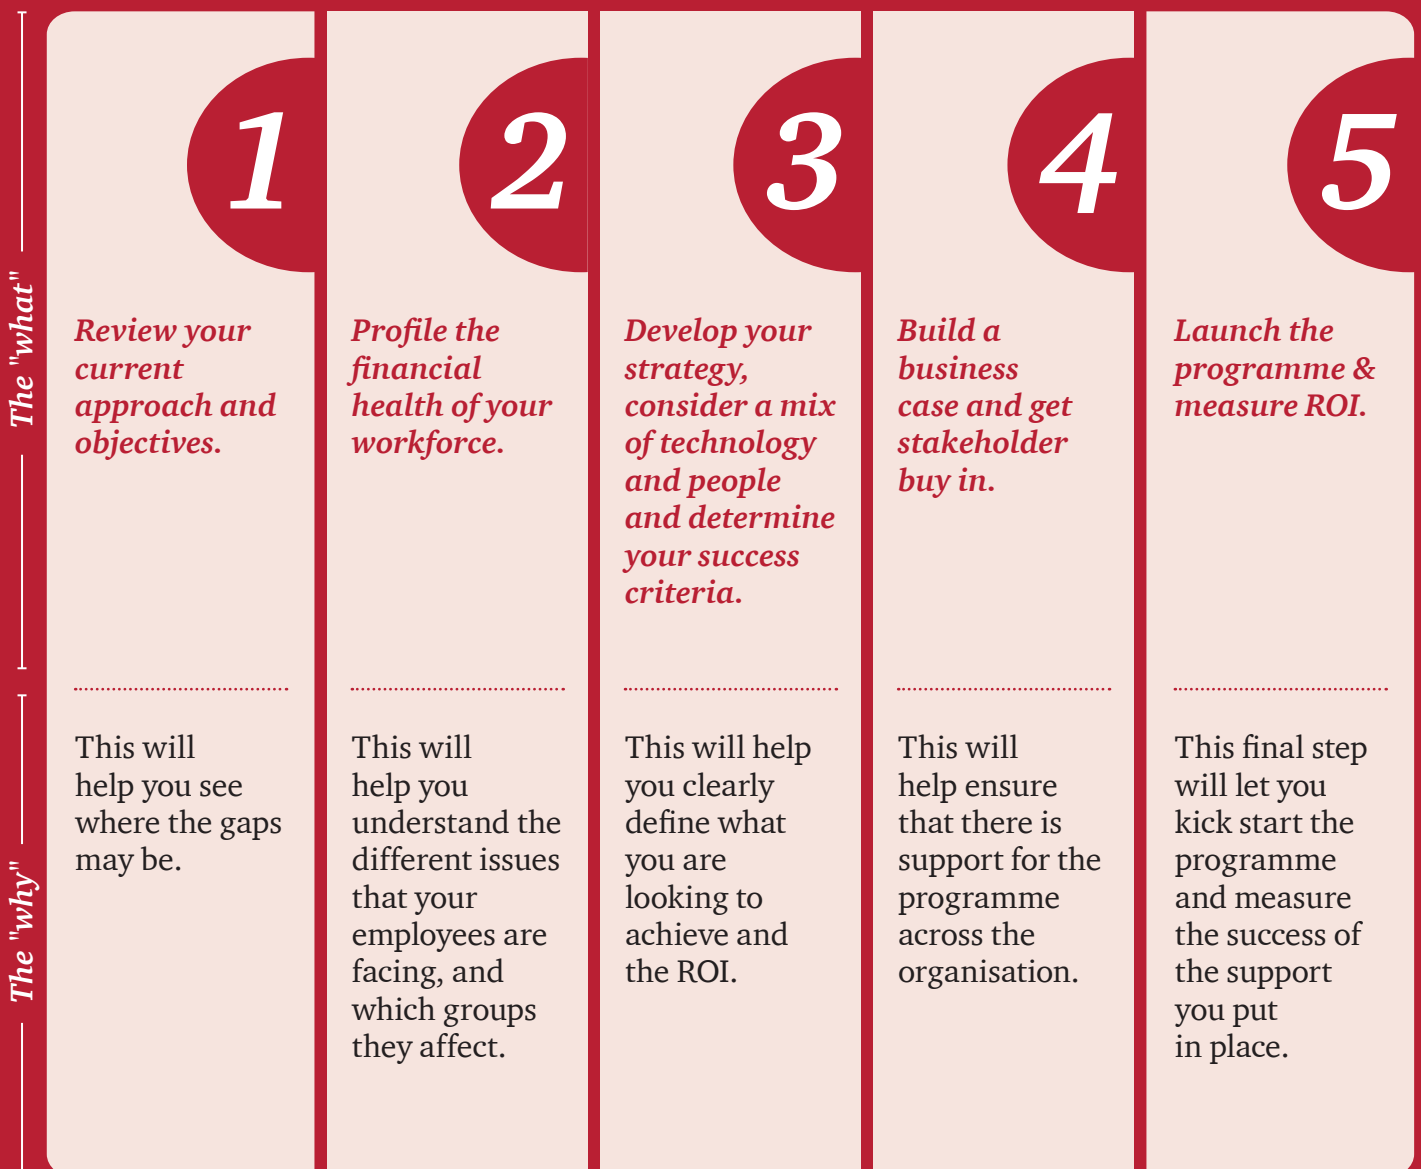 The "what"
1
Review your
current
approach and
objectives.
2
Profile the
financial
health of your
workforce.
3
Develop your
strategy,
consider a mix
of technology
and people
and determine
your success
criteria.
4
Build a
business
case and get
stakeholder
buy in.
5
Launch the
programme &
measure ROI.
The "why"
This will
help you see
where the gaps
may be.
This will
help you
understand the
different issues
that your
employees are
facing, and
which groups
they affect.
This will help
you clearly
define what
you are
looking to
achieve and
the ROI.
This will
help ensure
that there is
support for the
programme
across the
organisation.
This final step
will let you
kick start the
programme
and measure
the success of
the support
you put
in place.